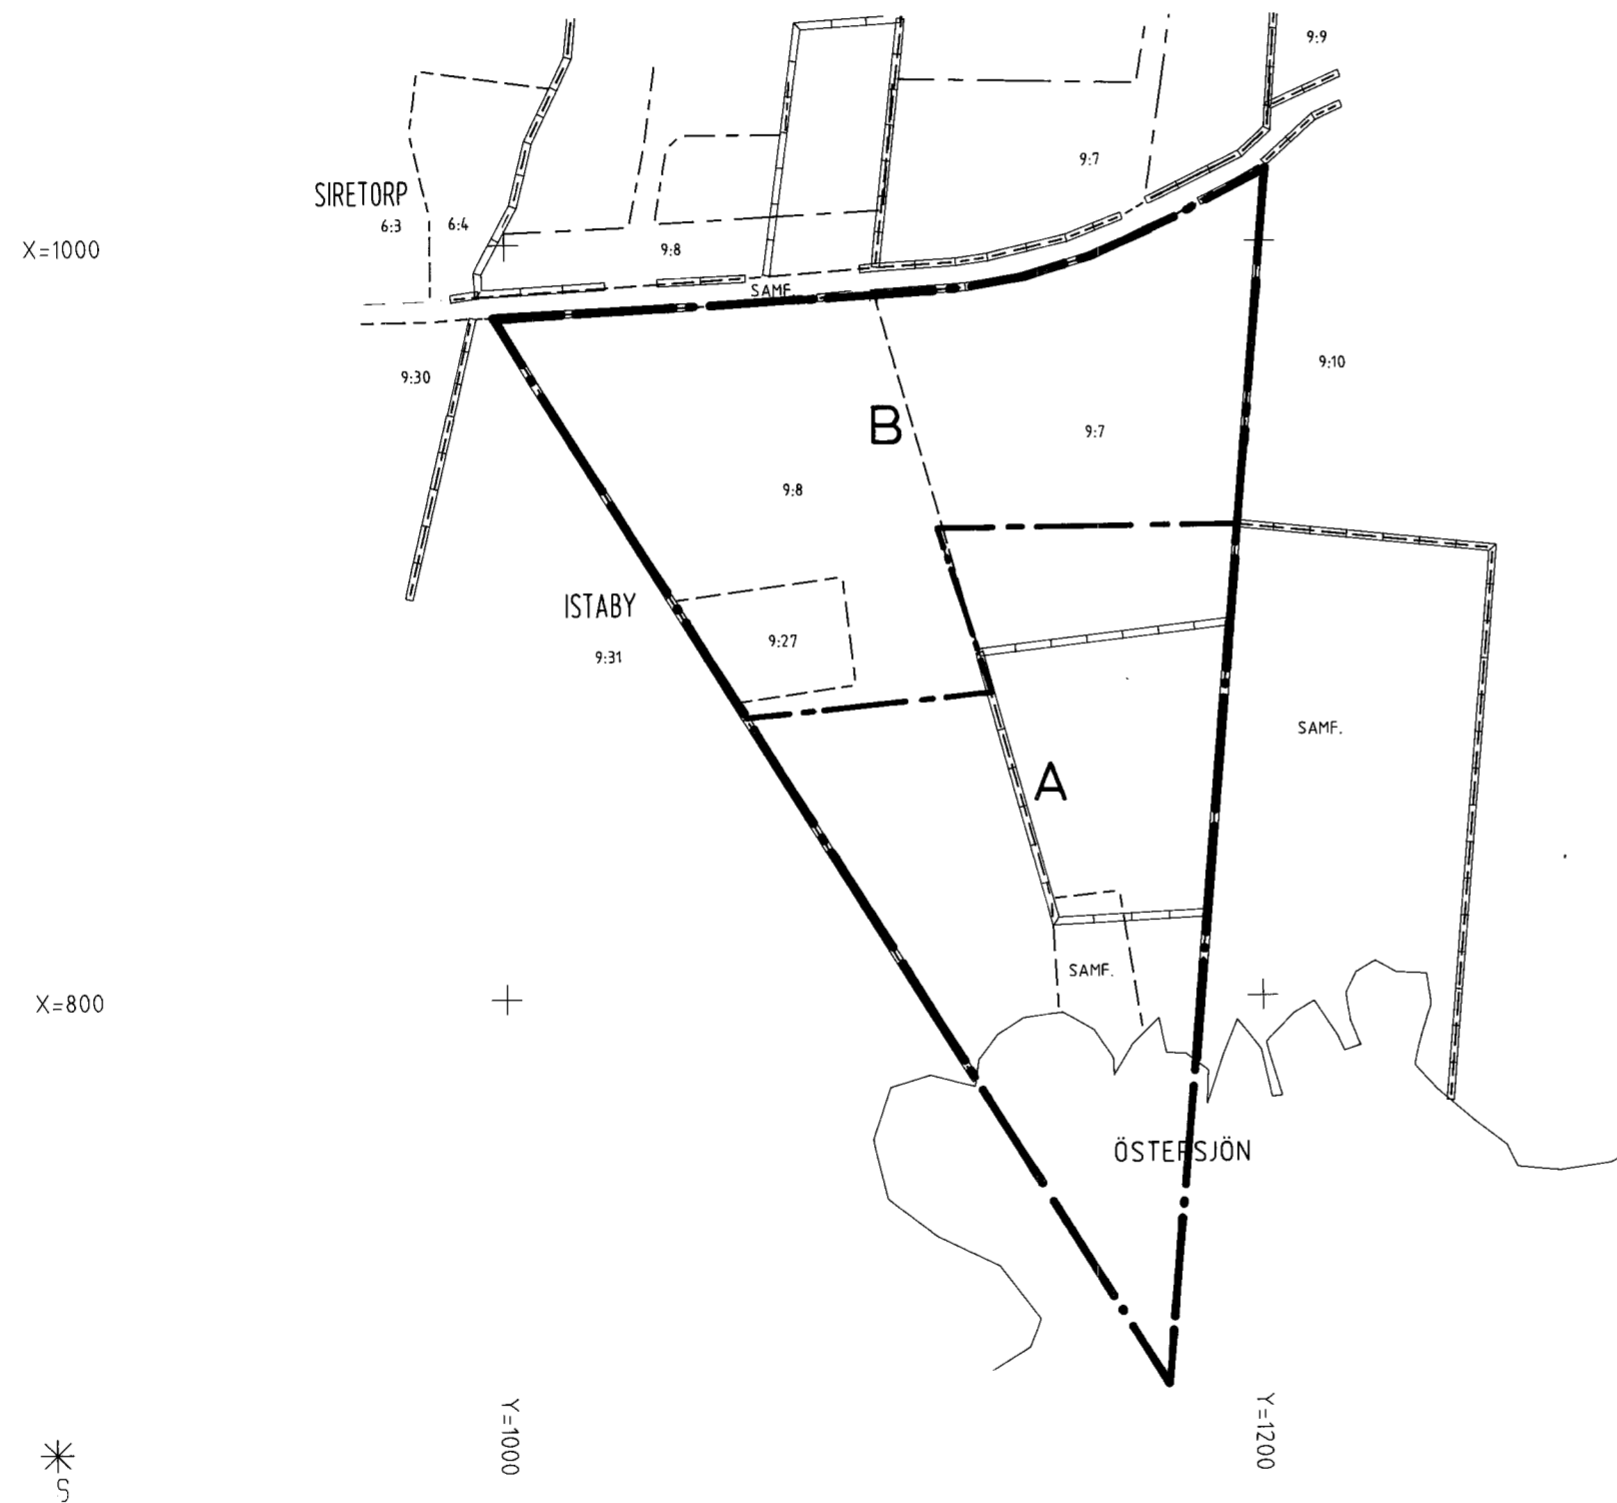 9:9
9:7
SIRETORP
6:3
6:4
X=1000
9:8
SAMF.
9:30
9:10
B
9:7
9:8
ISTABY
9:27
9:31
SAMF.
A
SAMF.
X=800
ÖSTERSJÖN
Y=1000
Y=1200
S